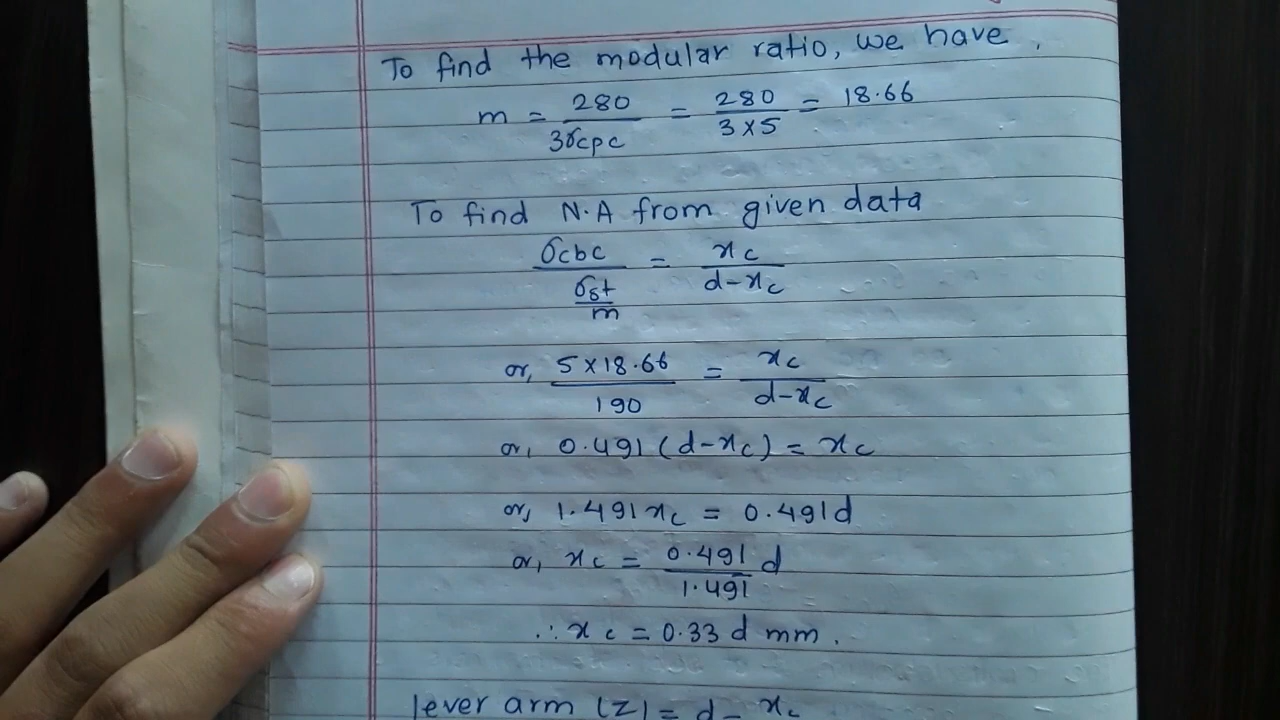 To find the modular ratio, we have,
m = 280/3σcpc = 280/3×5 = 18.66
To find N.A from given data
σcbc/(σst/m) = xc/d-xc
or, 5×18.66/190 = xc/d-xc
or, 0.491(d-xc) = xc
or, 1.491xc = 0.491d
or, xc = 0.491/1.491 d
∴ xc = 0.33 d mm.
lever arm (z) = d - xc